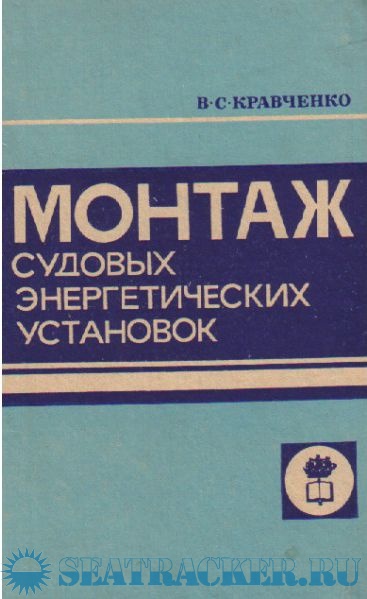 В·С·КРАВЧЕНКО
МОНТАЖ
СУДОВЫХ
ЭНЕРГЕТИЧЕСКИХ
УСТАНОВОК
SEATRACKER.RU